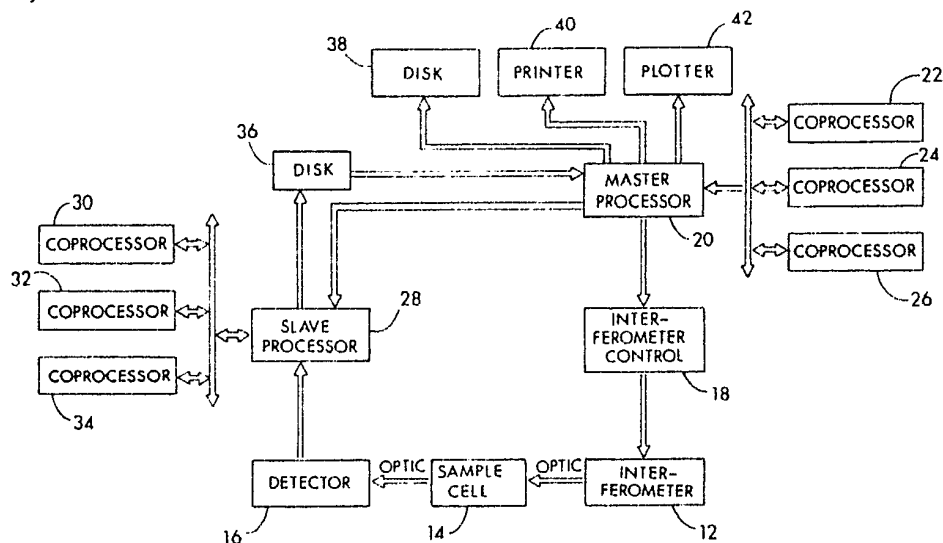 38
40
42
DISK
PRINTER
PLOTTER
22
COPROCESSOR
36
DISK
MASTER
PROCESSOR
20
24
COPROCESSOR
30
COPROCESSOR
COPROCESSOR
26
32
COPROCESSOR
28
SLAVE
PROCESSOR
INTER-
FEROMETER
CONTROL
18
COPROCESSOR
34
DETECTOR
16
OPTIC
SAMPLE
CELL
14
OPTIC
INTER-
FEROMETER
12